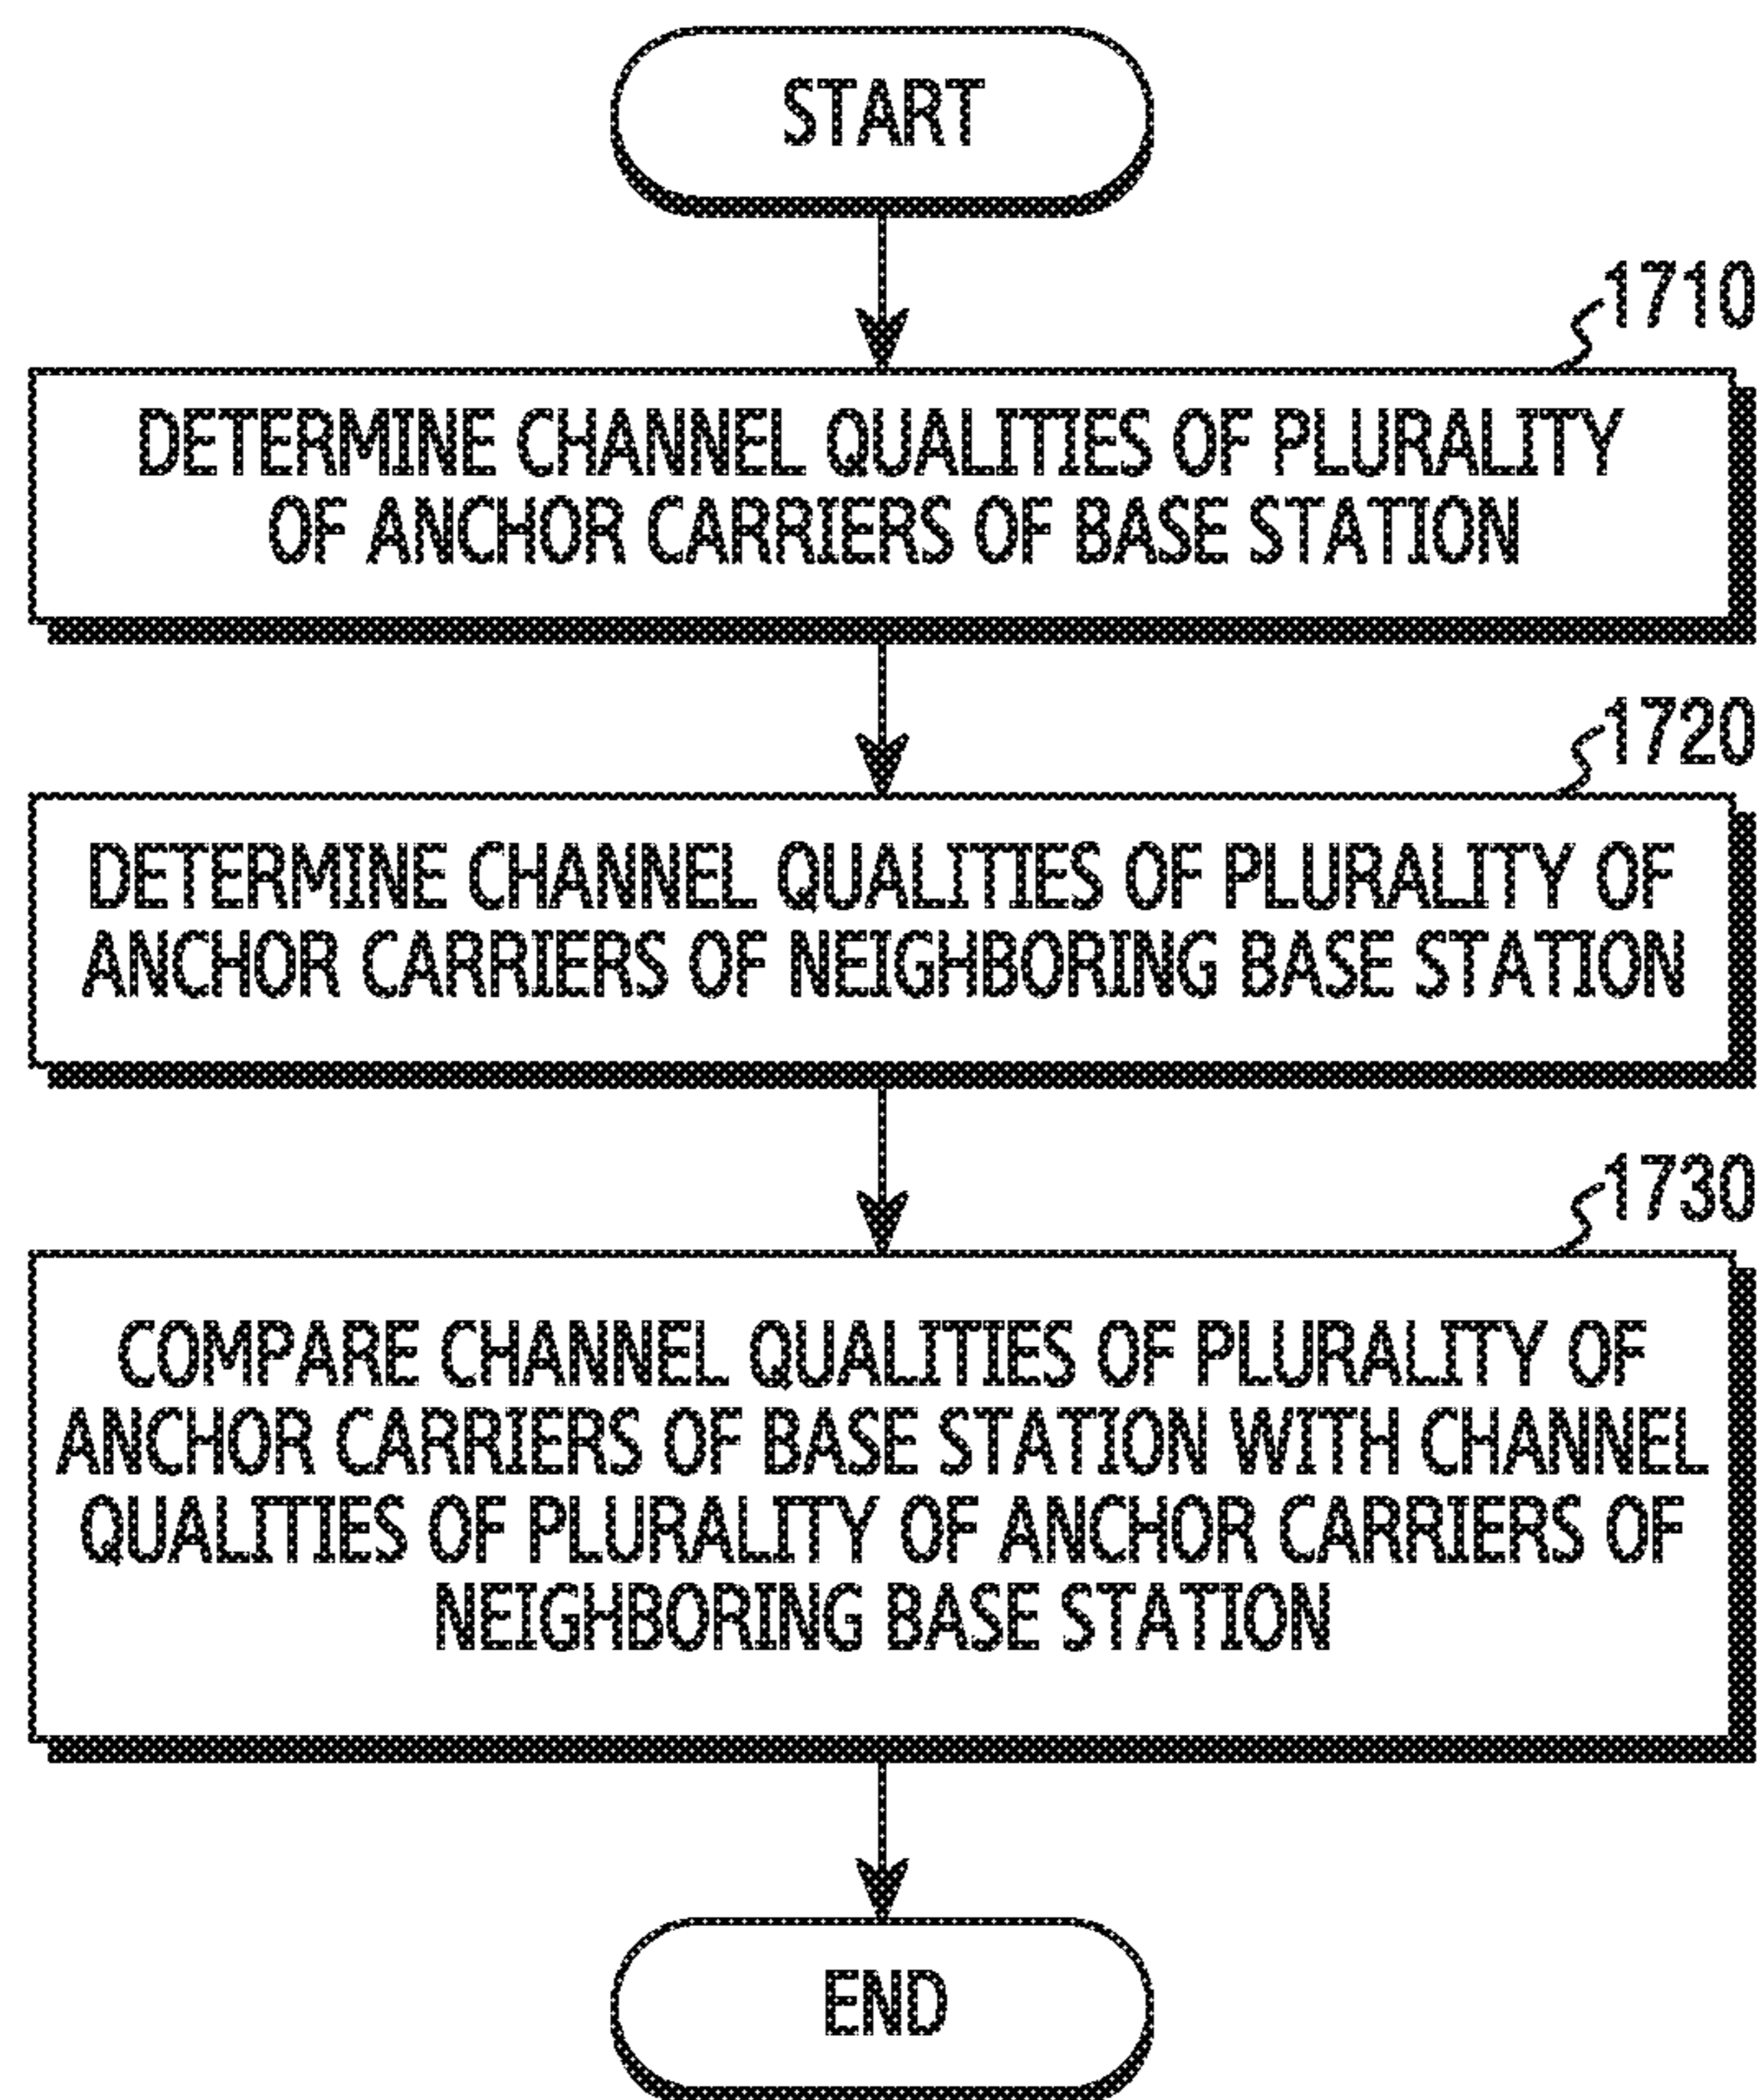 START
1710
DETERMINE CHANNEL QUALITIES OF PLURALITY
OF ANCHOR CARRIERS OF BASE STATION
1720
DETERMINE CHANNEL QUALITIES OF PLURALITY OF
ANCHOR CARRIERS OF NEIGHBORING BASE STATION
1730
COMPARE CHANNEL QUALITIES OF PLURALITY OF
ANCHOR CARRIERS OF BASE STATION WITH CHANNEL
QUALITIES OF PLURALITY OF ANCHOR CARRIERS OF
NEIGHBORING BASE STATION
END